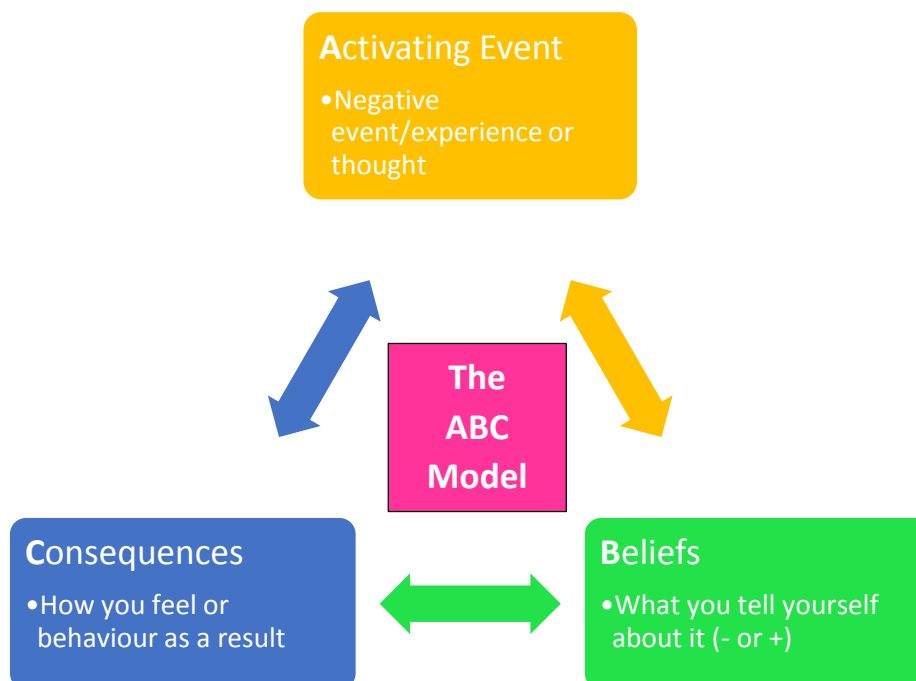 Activating Event
•Negative
event/experience or
thought
The
ABC
Model
Consequences
•How you feel or
behaviour as a result
Beliefs
•What you tell yourself
about it (- or +)